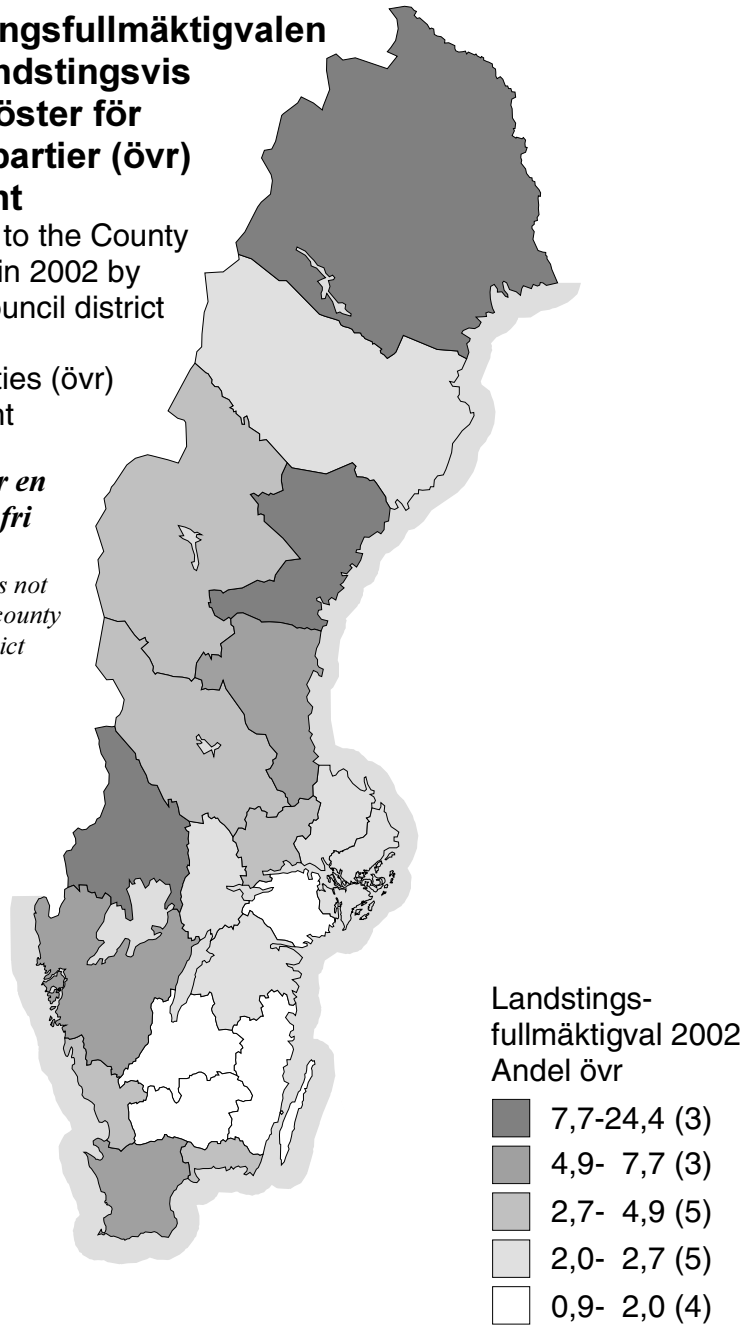 ngsfullmäktigvalen
ndstingsvis
öster för
partier (övr)
nt
to the County
in 2002 by
ouncil district
ties (övr)
nt
r en
fri
s not
county
ict
Landstings-
fullmäktigval 2002
Andel övr
7,7-24,4 (3)
4,9- 7,7 (3)
2,7- 4,9 (5)
2,0- 2,7 (5)
0,9- 2,0 (4)